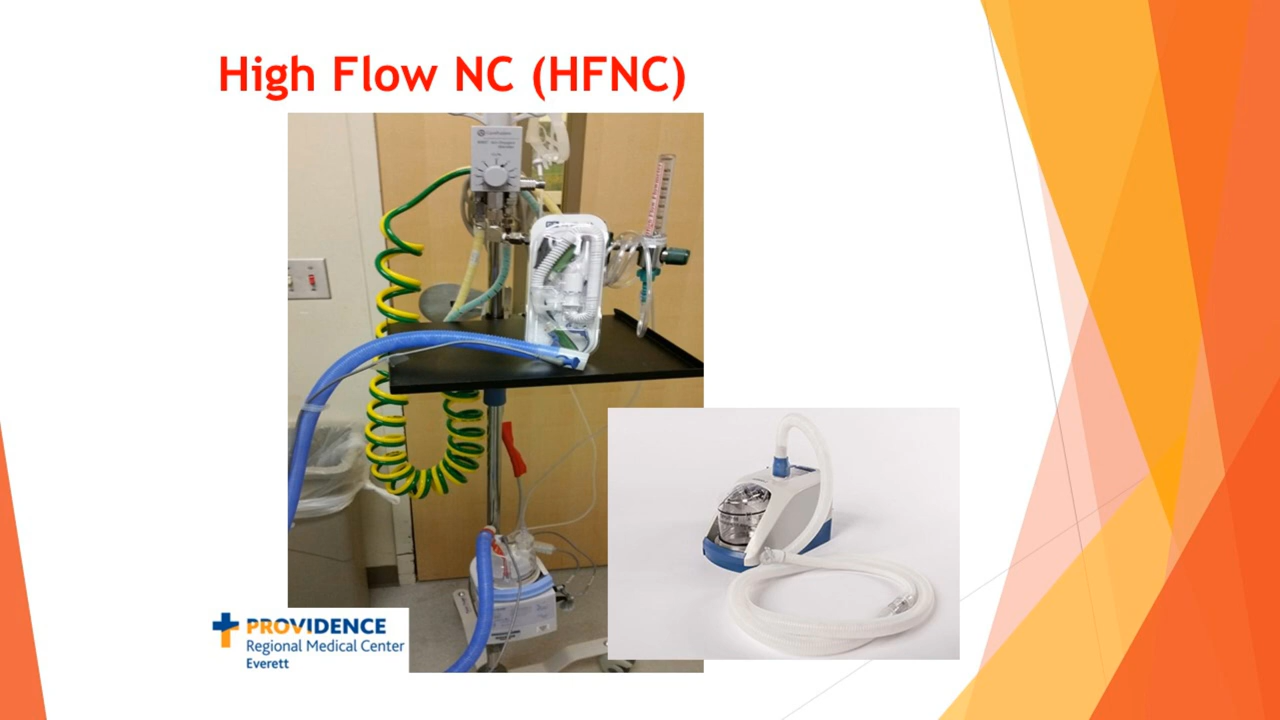 High Flow NC (HFNC)
PROVIDENCE
Regional Medical Center
Everett